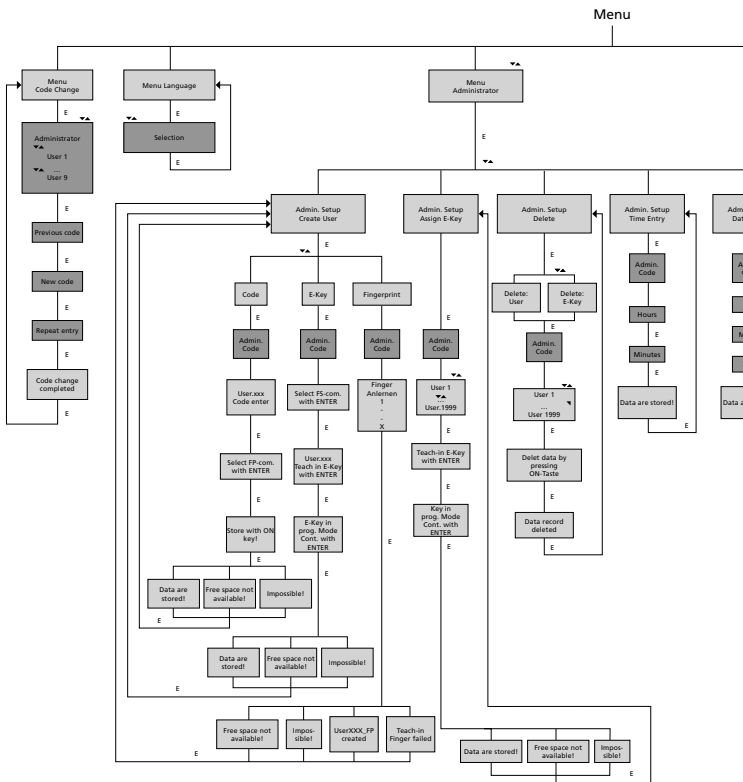 Menu
Menu
Code Change
E
Administrator
User 1
...
User 9
E
Previous code
E
New code
E
Repeat entry
E
Code change
completed
E
Menu Language
E
Selection
E
Menu
Administrator
E
Admin. Setup
Create User
E
Code
Admin.
Code
E
User.xxx
Code enter
E
Select FP-com.
with ENTER
E
Store with ON
key!
E
Data are
stored!
Free space not
available!
Impossible!
E
E-Key
Admin.
Code
E
Select FS-com.
with ENTER
E
User.xxx
Teach in E-Key
with ENTER
E
E-Key in
prog. Mode
Cont. with
ENTER
E
Data are
stored!
Free space not
available!
Impossible!
E
Fingerprint
Admin.
Code
E
Finger
Anlernen
1
-
-
X
E
Free space not
available!
Impos-
sible!
UserXXX_FP
created
Teach-in
Finger failed
E
Admin. Setup
Assign E-Key
E
Admin.
Code
E
User 1
...
User.1999
E
Teach-in E-Key
with ENTER
E
Key in
prog. Mode
Cont. with
ENTER
E
Data are stored!
Free space not
available!
Impos-
sible!
E
Admin. Setup
Delete
E
Delete:
User
Delete:
E-Key
E
Admin.
Code
E
User 1
...
User 1999
E
Delet data by
pressing
ON-Taste
E
Data record
deleted
E
Admin. Setup
Time Entry
E
Admin.
Code
E
Hours
E
Minutes
E
Data are stored!
E
Adm
Dat
A
M
Data a